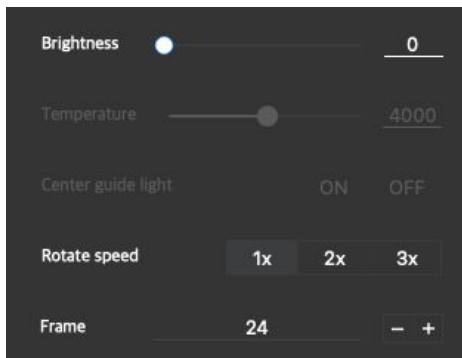 Brightness 0
Temperature 4000
Center guide light ON OFF
Rotate speed 1x 2x 3x
Frame 24 − +